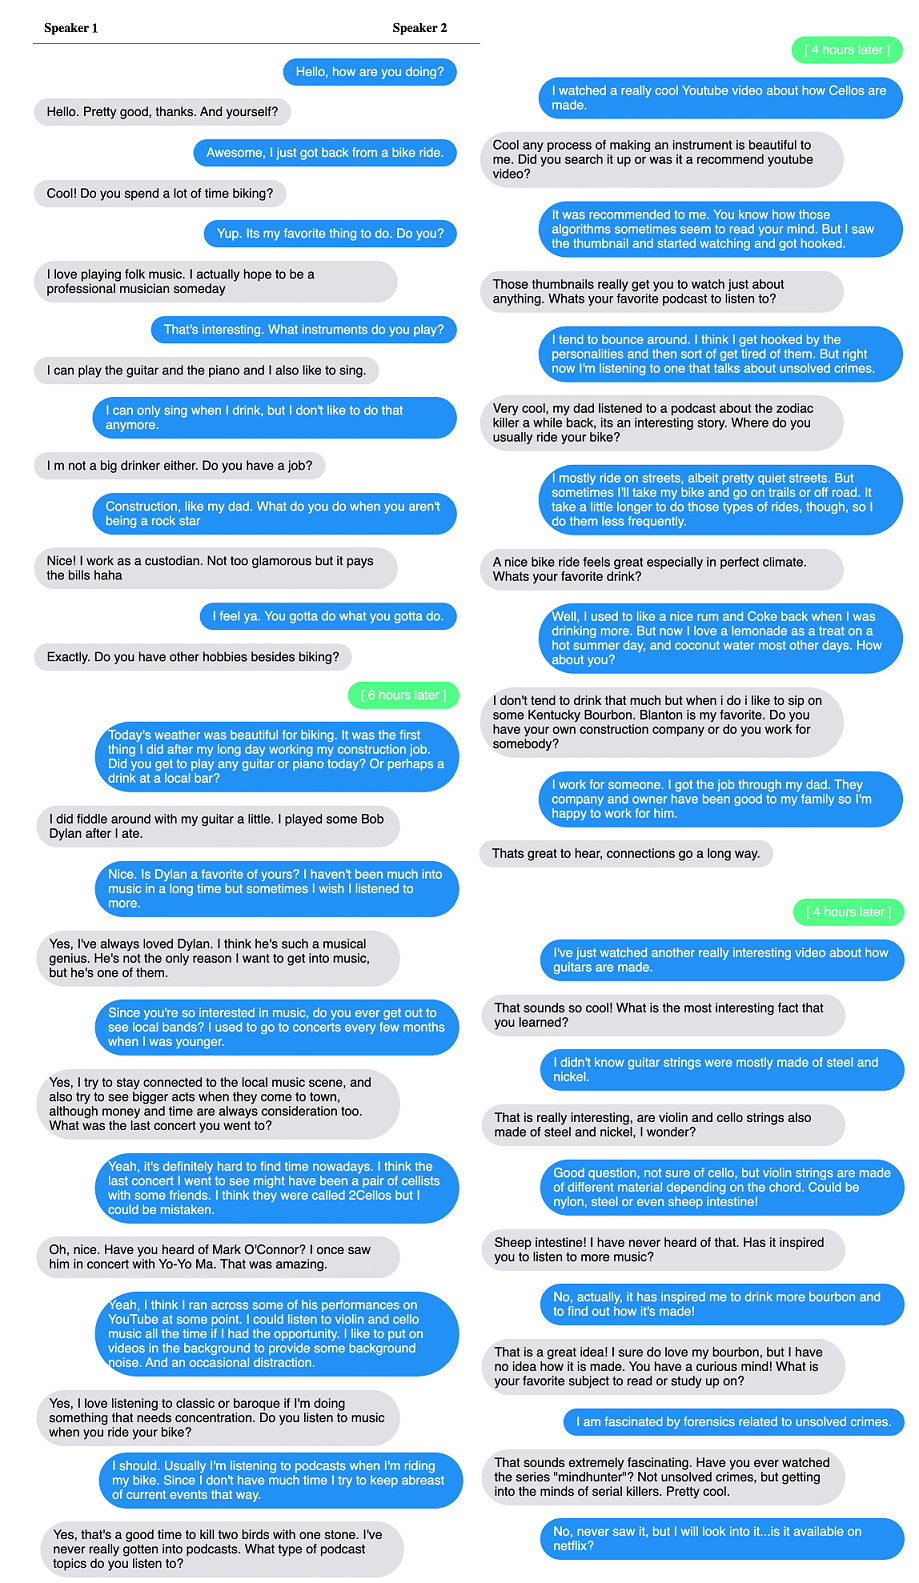 Speaker 1
Speaker 2
Hello, how are you doing?
Hello. Pretty good, thanks. And yourself?
Awesome, I just got back from a bike ride.
Cool! Do you spend a lot of time biking?
Yup. Its my favorite thing to do. Do you?
I love playing folk music. I actually hope to be a
professional musician someday
That's interesting. What instruments do you play?
I can play the guitar and the piano and I also like to sing.
I can only sing when I drink, but I don't like to do that
anymore.
I m not a big drinker either. Do you have a job?
Construction, like my dad. What do you do when you aren't
being a rock star
Nice! I work as a custodian. Not too glamorous but it pays
the bills haha
I feel ya. You gotta do what you gotta do.
Exactly. Do you have other hobbies besides biking?
[ 6 hours later ]
Today's weather was beautiful for biking. It was the first
thing I did after my long day working my construction job.
Did you get to play any guitar or piano today? Or perhaps a
drink at a local bar?
I did fiddle around with my guitar a little. I played some Bob
Dylan after I ate.
Nice. Is Dylan a favorite of yours? I haven't been much into
music in a long time but sometimes I wish I listened to
more.
Yes, I've always loved Dylan. I think he's such a musical
genius. He's not the only reason I want to get into music,
but he's one of them.
Since you're so interested in music, do you ever get out to
see local bands? I used to go to concerts every few months
when I was younger.
Yes, I try to stay connected to the local music scene, and
also try to see bigger acts when they come to town,
although money and time are always consideration too.
What was the last concert you went to?
Yeah, it's definitely hard to find time nowadays. I think the
last concert I went to see might have been a pair of cellists
with some friends. I think they were called 2Cellos but I
could be mistaken.
Oh, nice. Have you heard of Mark O'Connor? I once saw
him in concert with Yo-Yo Ma. That was amazing.
Yeah, I think I ran across some of his performances on
YouTube at some point. I could listen to violin and cello
music all the time if I had the opportunity. I like to put on
videos in the background to provide some background
noise. And an occasional distraction.
Yes, I love listening to classic or baroque if I'm doing
something that needs concentration. Do you listen to music
when you ride your bike?
I should. Usually I'm listening to podcasts when I'm riding
my bike. Since I don't have much time I try to keep abreast
of current events that way.
Yes, that's a good time to kill two birds with one stone. I've
never really gotten into podcasts. What type of podcast
topics do you listen to?
[ 4 hours later ]
I watched a really cool Youtube video about how Cellos are
made.
Cool any process of making an instrument is beautiful to
me. Did you search it up or was it a recommend youtube
video?
It was recommended to me. You know how those
algorithms sometimes seem to read your mind. But I saw
the thumbnail and started watching and got hooked.
Those thumbnails really get you to watch just about
anything. Whats your favorite podcast to listen to?
I tend to bounce around. I think I get hooked by the
personalities and then sort of get tired of them. But right
now I'm listening to one that talks about unsolved crimes.
Very cool, my dad listened to a podcast about the zodiac
killer a while back, its an interesting story. Where do you
usually ride your bike?
I mostly ride on streets, albeit pretty quiet streets. But
sometimes I'll take my bike and go on trails or off road. It
take a little longer to do those types of rides, though, so I
do them less frequently.
A nice bike ride feels great especially in perfect climate.
Whats your favorite drink?
Well, I used to like a nice rum and Coke back when I was
drinking more. But now I love a lemonade as a treat on a
hot summer day, and coconut water most other days. How
about you?
I don't tend to drink that much but when i do i like to sip on
some Kentucky Bourbon. Blanton is my favorite. Do you
have your own construction company or do you work for
somebody?
I work for someone. I got the job through my dad. They
company and owner have been good to my family so I'm
happy to work for him.
Thats great to hear, connections go a long way.
[ 4 hours later ]
I've just watched another really interesting video about how
guitars are made.
That sounds so cool! What is the most interesting fact that
you learned?
I didn't know guitar strings were mostly made of steel and
nickel.
That is really interesting, are violin and cello strings also
made of steel and nickel, I wonder?
Good question, not sure of cello, but violin strings are made
of different material depending on the chord. Could be
nylon, steel or even sheep intestine!
Sheep intestine! I have never heard of that. Has it inspired
you to listen to more music?
No, actually, it has inspired me to drink more bourbon and
to find out how it's made!
That is a great idea! I sure do love my bourbon, but I have
no idea how it is made. You have a curious mind! What is
your favorite subject to read or study up on?
I am fascinated by forensics related to unsolved crimes.
That sounds extremely fascinating. Have you ever watched
the series "mindhunter"? Not unsolved crimes, but getting
into the minds of serial killers. Pretty cool.
No, never saw it, but I will look into it...is it available on
netflix?